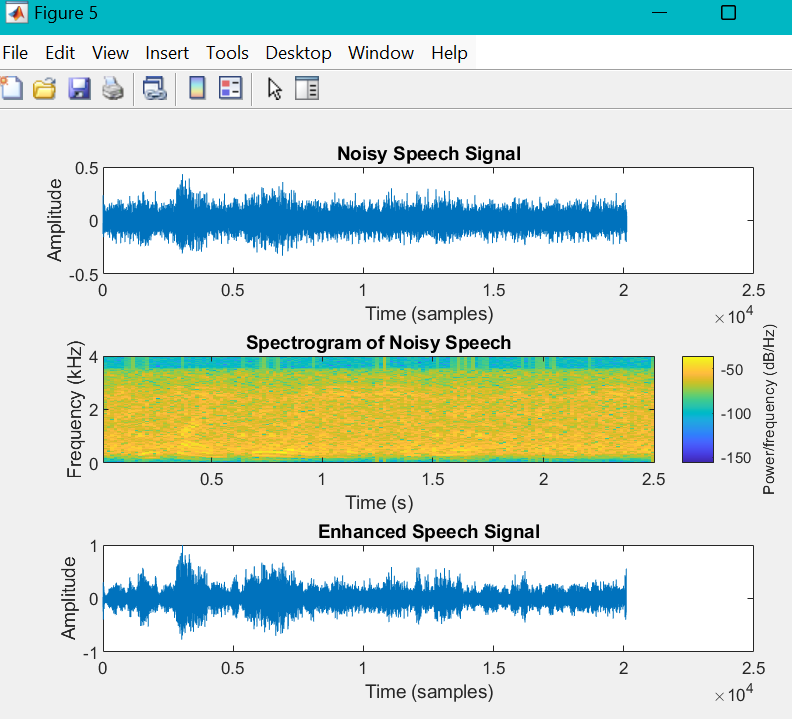 Figure 5
File Edit View Insert Tools Desktop Window Help
Noisy Speech Signal
0.5
0
-0.5
Amplitude
0 0.5 1 1.5 2 2.5
Time (samples)
×10^4
Spectrogram of Noisy Speech
4
2
0
Frequency (kHz)
0.5 1 1.5 2 2.5
Time (s)
-50
-100
-150
Power/frequency (dB/Hz)
Enhanced Speech Signal
1
0
-1
Amplitude
0 0.5 1 1.5 2 2.5
Time (samples)
×10^4